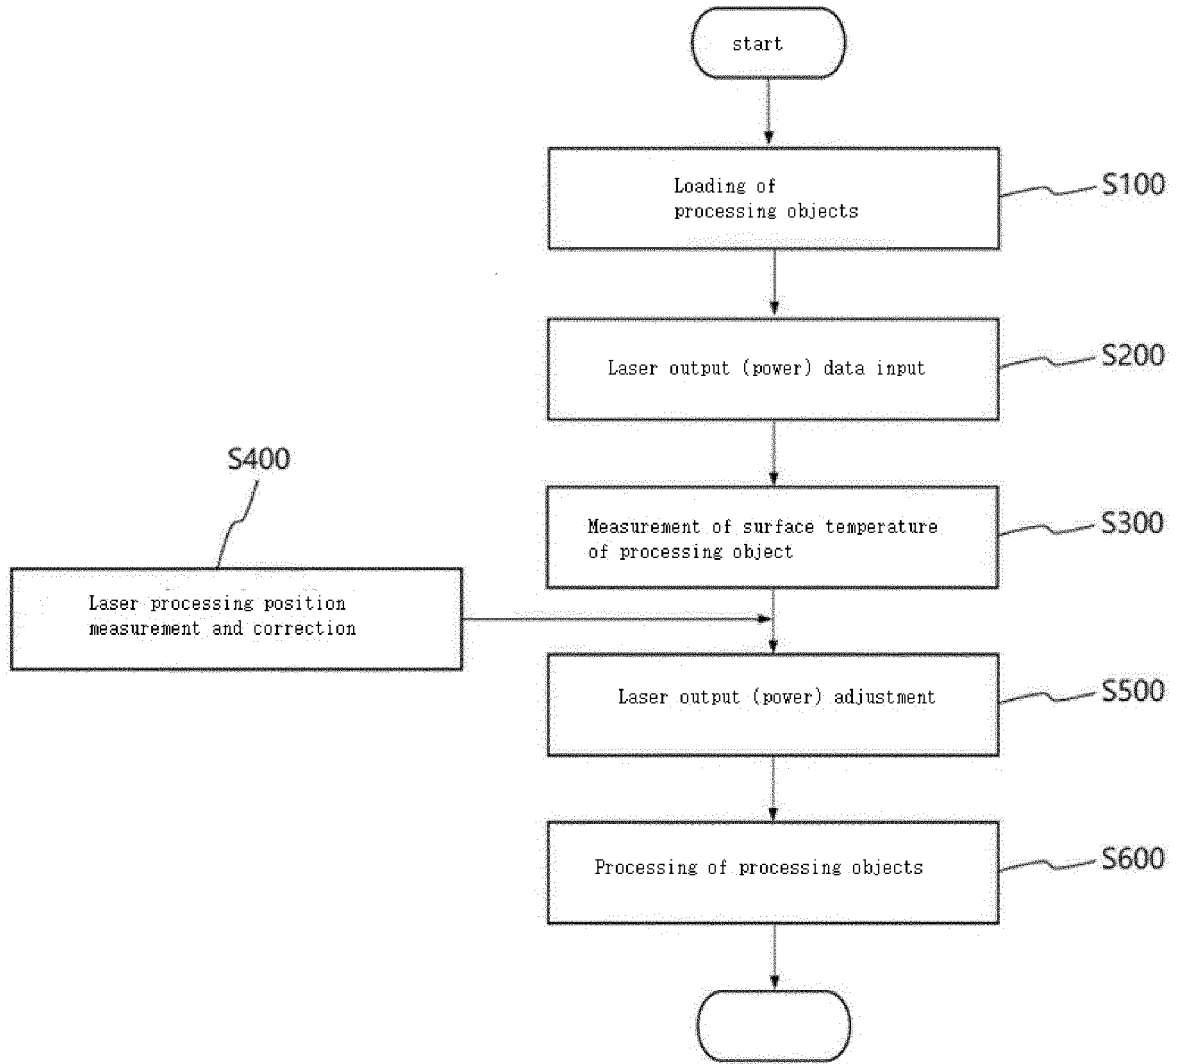 start
Loading of
processing objects
S100
Laser output (power) data input
S200
S400
Measurement of surface temperature
of processing object
S300
Laser processing position
measurement and correction
Laser output (power) adjustment
S500
Processing of processing objects
S600